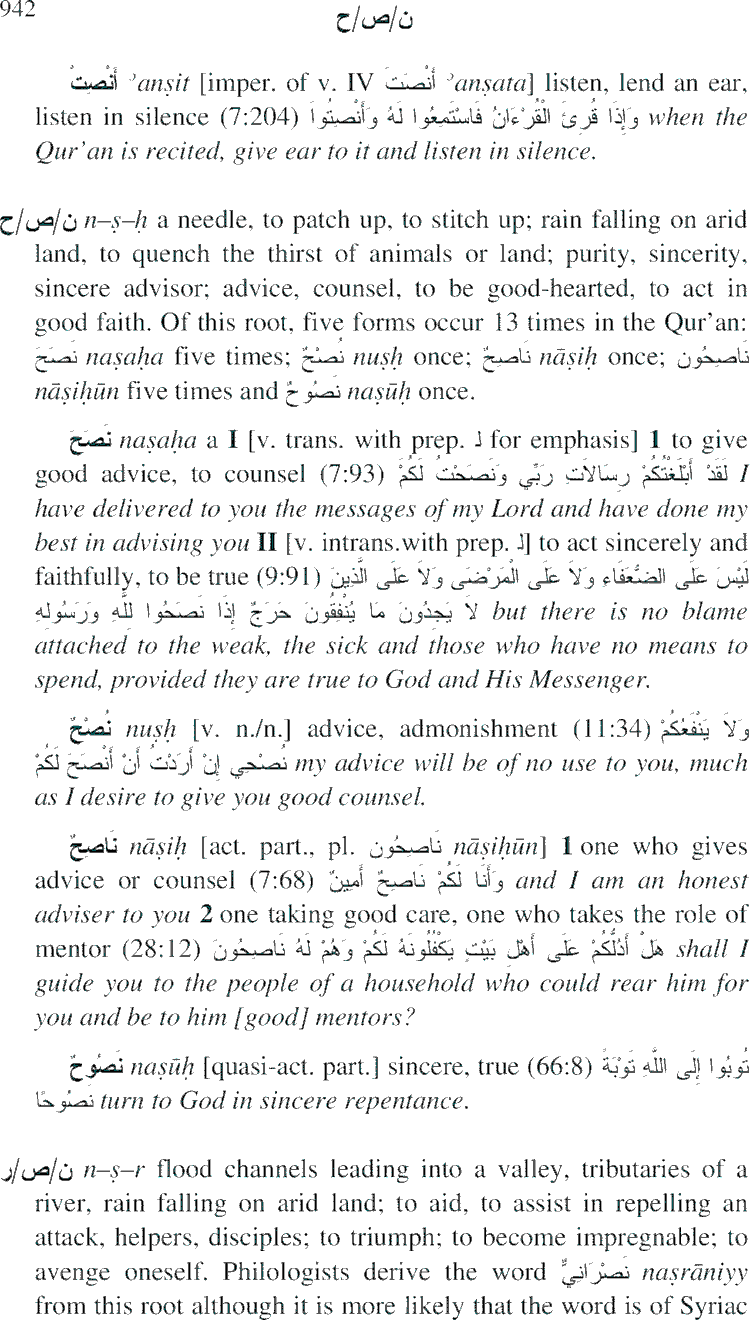 942
ن/ص/ح
أَنْصِتْ ʾanṣit [imper. of v. IV أَنْصَتَ ʾanṣata] listen, lend an ear,
listen in silence (7:204) وَإِذَا قُرِئَ الْقُرْءَانُ فَاسْتَمِعُوا لَهُ وَأَنْصِتُوا when the
Qur'an is recited, give ear to it and listen in silence.
ن/ص/ح n–ṣ–ḥ a needle, to patch up, to stitch up; rain falling on arid
land, to quench the thirst of animals or land; purity, sincerity,
sincere advisor; advice, counsel, to be good-hearted, to act in
good faith. Of this root, five forms occur 13 times in the Qur'an:
نَصَحَ naṣaḥa five times; نُصْحٌ nuṣḥ once; نَاصِحٌ nāṣiḥ once; نَاصِحُون
nāṣiḥūn five times and نَصُوحٌ naṣūḥ once.
نَصَحَ naṣaḥa a I [v. trans. with prep. لـ for emphasis] 1 to give
good advice, to counsel (7:93) لَقَدْ أَبْلَغْتُكُمْ رِسَالاَتِ رَبِّي وَنَصَحْتُ لَكُمْ I
have delivered to you the messages of my Lord and have done my
best in advising you II [v. intrans.with prep. لـ] to act sincerely and
faithfully, to be true (9:91) لَيْسَ عَلَى الضُّعَفَاءِ وَلاَ عَلَى الْمَرْضَى وَلاَ عَلَى الَّذِينَ
لاَ يَجِدُونَ مَا يُنْفِقُونَ حَرَجٌ إِذَا نَصَحُوا للهِ وَرَسُولِهِ but there is no blame
attached to the weak, the sick and those who have no means to
spend, provided they are true to God and His Messenger.
نُصْحٌ nuṣḥ [v. n./n.] advice, admonishment (11:34) وَلاَ يَنْفَعُكُمْ
نُصْحِي إِنْ أَرَدْتُ أَنْ أَنْصَحَ لَكُمْ my advice will be of no use to you, much
as I desire to give you good counsel.
نَاصِحٌ nāṣiḥ [act. part., pl. نَاصِحُون nāṣiḥūn] 1 one who gives
advice or counsel (7:68) وَأَنَا لَكُمْ نَاصِحٌ أَمِينٌ and I am an honest
adviser to you 2 one taking good care, one who takes the role of
mentor (28:12) هَلْ أَدُلُّكُمْ عَلَى أَهْلِ بَيْتٍ يَكْفُلُونَهُ لَكُمْ وَهُمْ لَهُ نَاصِحُونَ shall I
guide you to the people of a household who could rear him for
you and be to him [good] mentors?
نَصُوحٌ naṣūḥ [quasi-act. part.] sincere, true (66:8) تُوبُوا إِلَى اللَّهِ تَوْبَةً
نَصُوحًا turn to God in sincere repentance.
ن/ص/ر n–ṣ–r flood channels leading into a valley, tributaries of a
river, rain falling on arid land; to aid, to assist in repelling an
attack, helpers, disciples; to triumph; to become impregnable; to
avenge oneself. Philologists derive the word نَصْرَانِيٌّ naṣrāniyy
from this root although it is more likely that the word is of Syriac